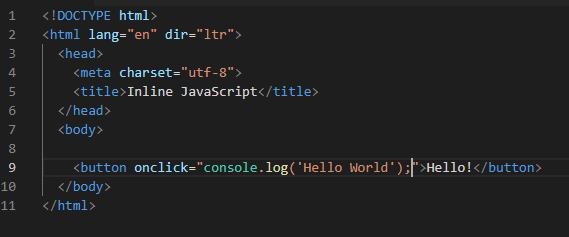 1 <!DOCTYPE html>
2 <html lang="en" dir="ltr">
3 <head>
4 <meta charset="utf-8">
5 <title>Inline JavaScript</title>
6 </head>
7 <body>
8
9 <button onclick="console.log('Hello World');">Hello!</button>
10 </body>
11 </html>